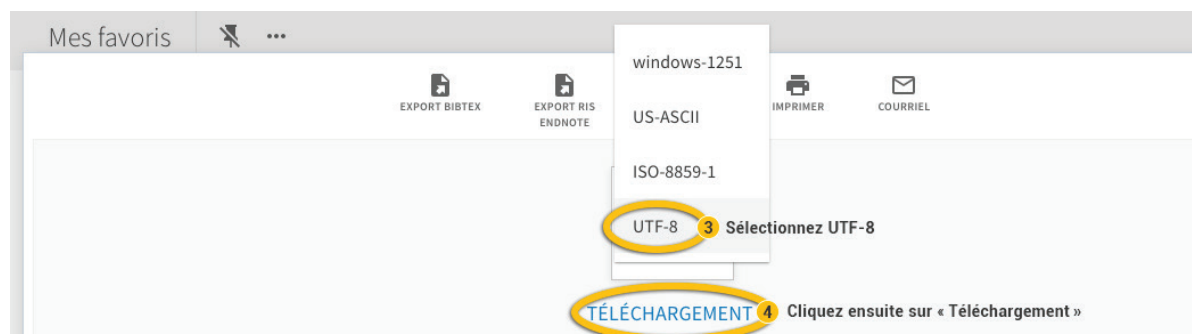 Mes favoris
EXPORT BIBTEX
EXPORT RIS
ENDNOTE
IMPRIMER
COURRIEL
windows-1251
US-ASCII
ISO-8859-1
UTF-8
3 Sélectionnez UTF-8
TÉLÉCHARGEMENT
4 Cliquez ensuite sur « Téléchargement »